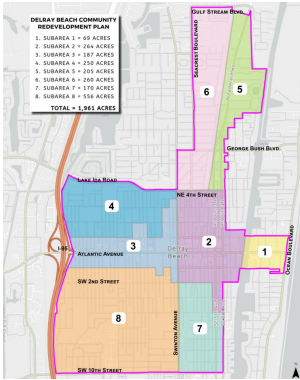 DELRAY BEACH COMMUNITY
REDEVELOPMENT PLAN
1. SUBAREA 1 = 69 ACRES
2. SUBAREA 2 = 264 ACRES
3. SUBAREA 3 = 187 ACRES
4. SUBAREA 4 = 250 ACRES
5. SUBAREA 5 = 205 ACRES
6. SUBAREA 6 = 260 ACRES
7. SUBAREA 7 = 170 ACRES
8. SUBAREA 8 = 556 ACRES
TOTAL = 1,961 ACRES
GULF STREAM BLVD.
SEACREST BOULEVARD
6
5
GEORGE BUSH BLVD.
LAKE IDA ROAD
NE 4TH STREET
4
I-95
3
Delray
Beach
2
1
OCEAN BOULEVARD
ATLANTIC AVENUE
SW 2ND STREET
8
SWINTON AVENUE
7
SW 10TH STREET